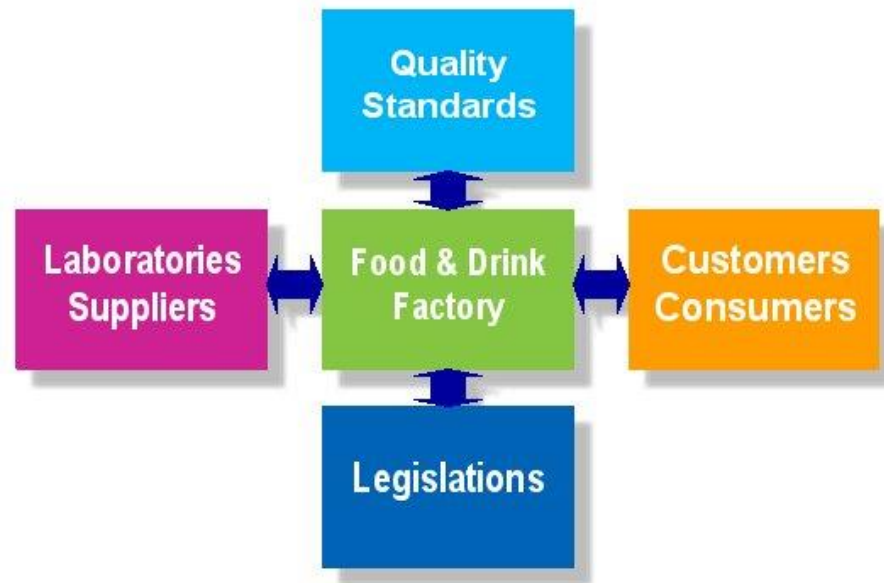 Quality
Standards
Laboratories
Suppliers
Food & Drink
Factory
Customers
Consumers
Legislations